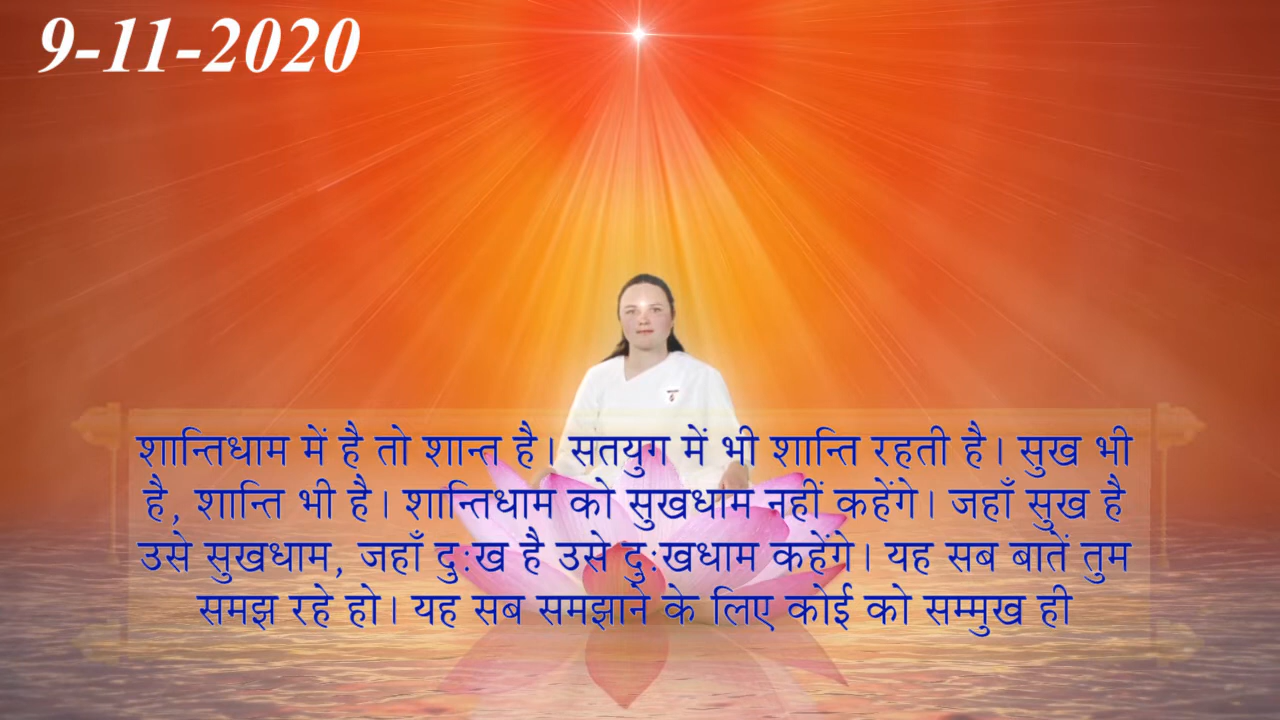 9-11-2020
शान्तिधाम में है तो शान्त है। सतयुग में भी शान्ति रहती है। सुख भी
है, शान्ति भी है। शान्तिधाम को सुखधाम नहीं कहेंगे। जहाँ सुख है
उसे सुखधाम, जहाँ दु:ख है उसे दु:खधाम कहेंगे। यह सब बातें तुम
समझ रहे हो। यह सब समझाने के लिए कोई को सम्मुख ही